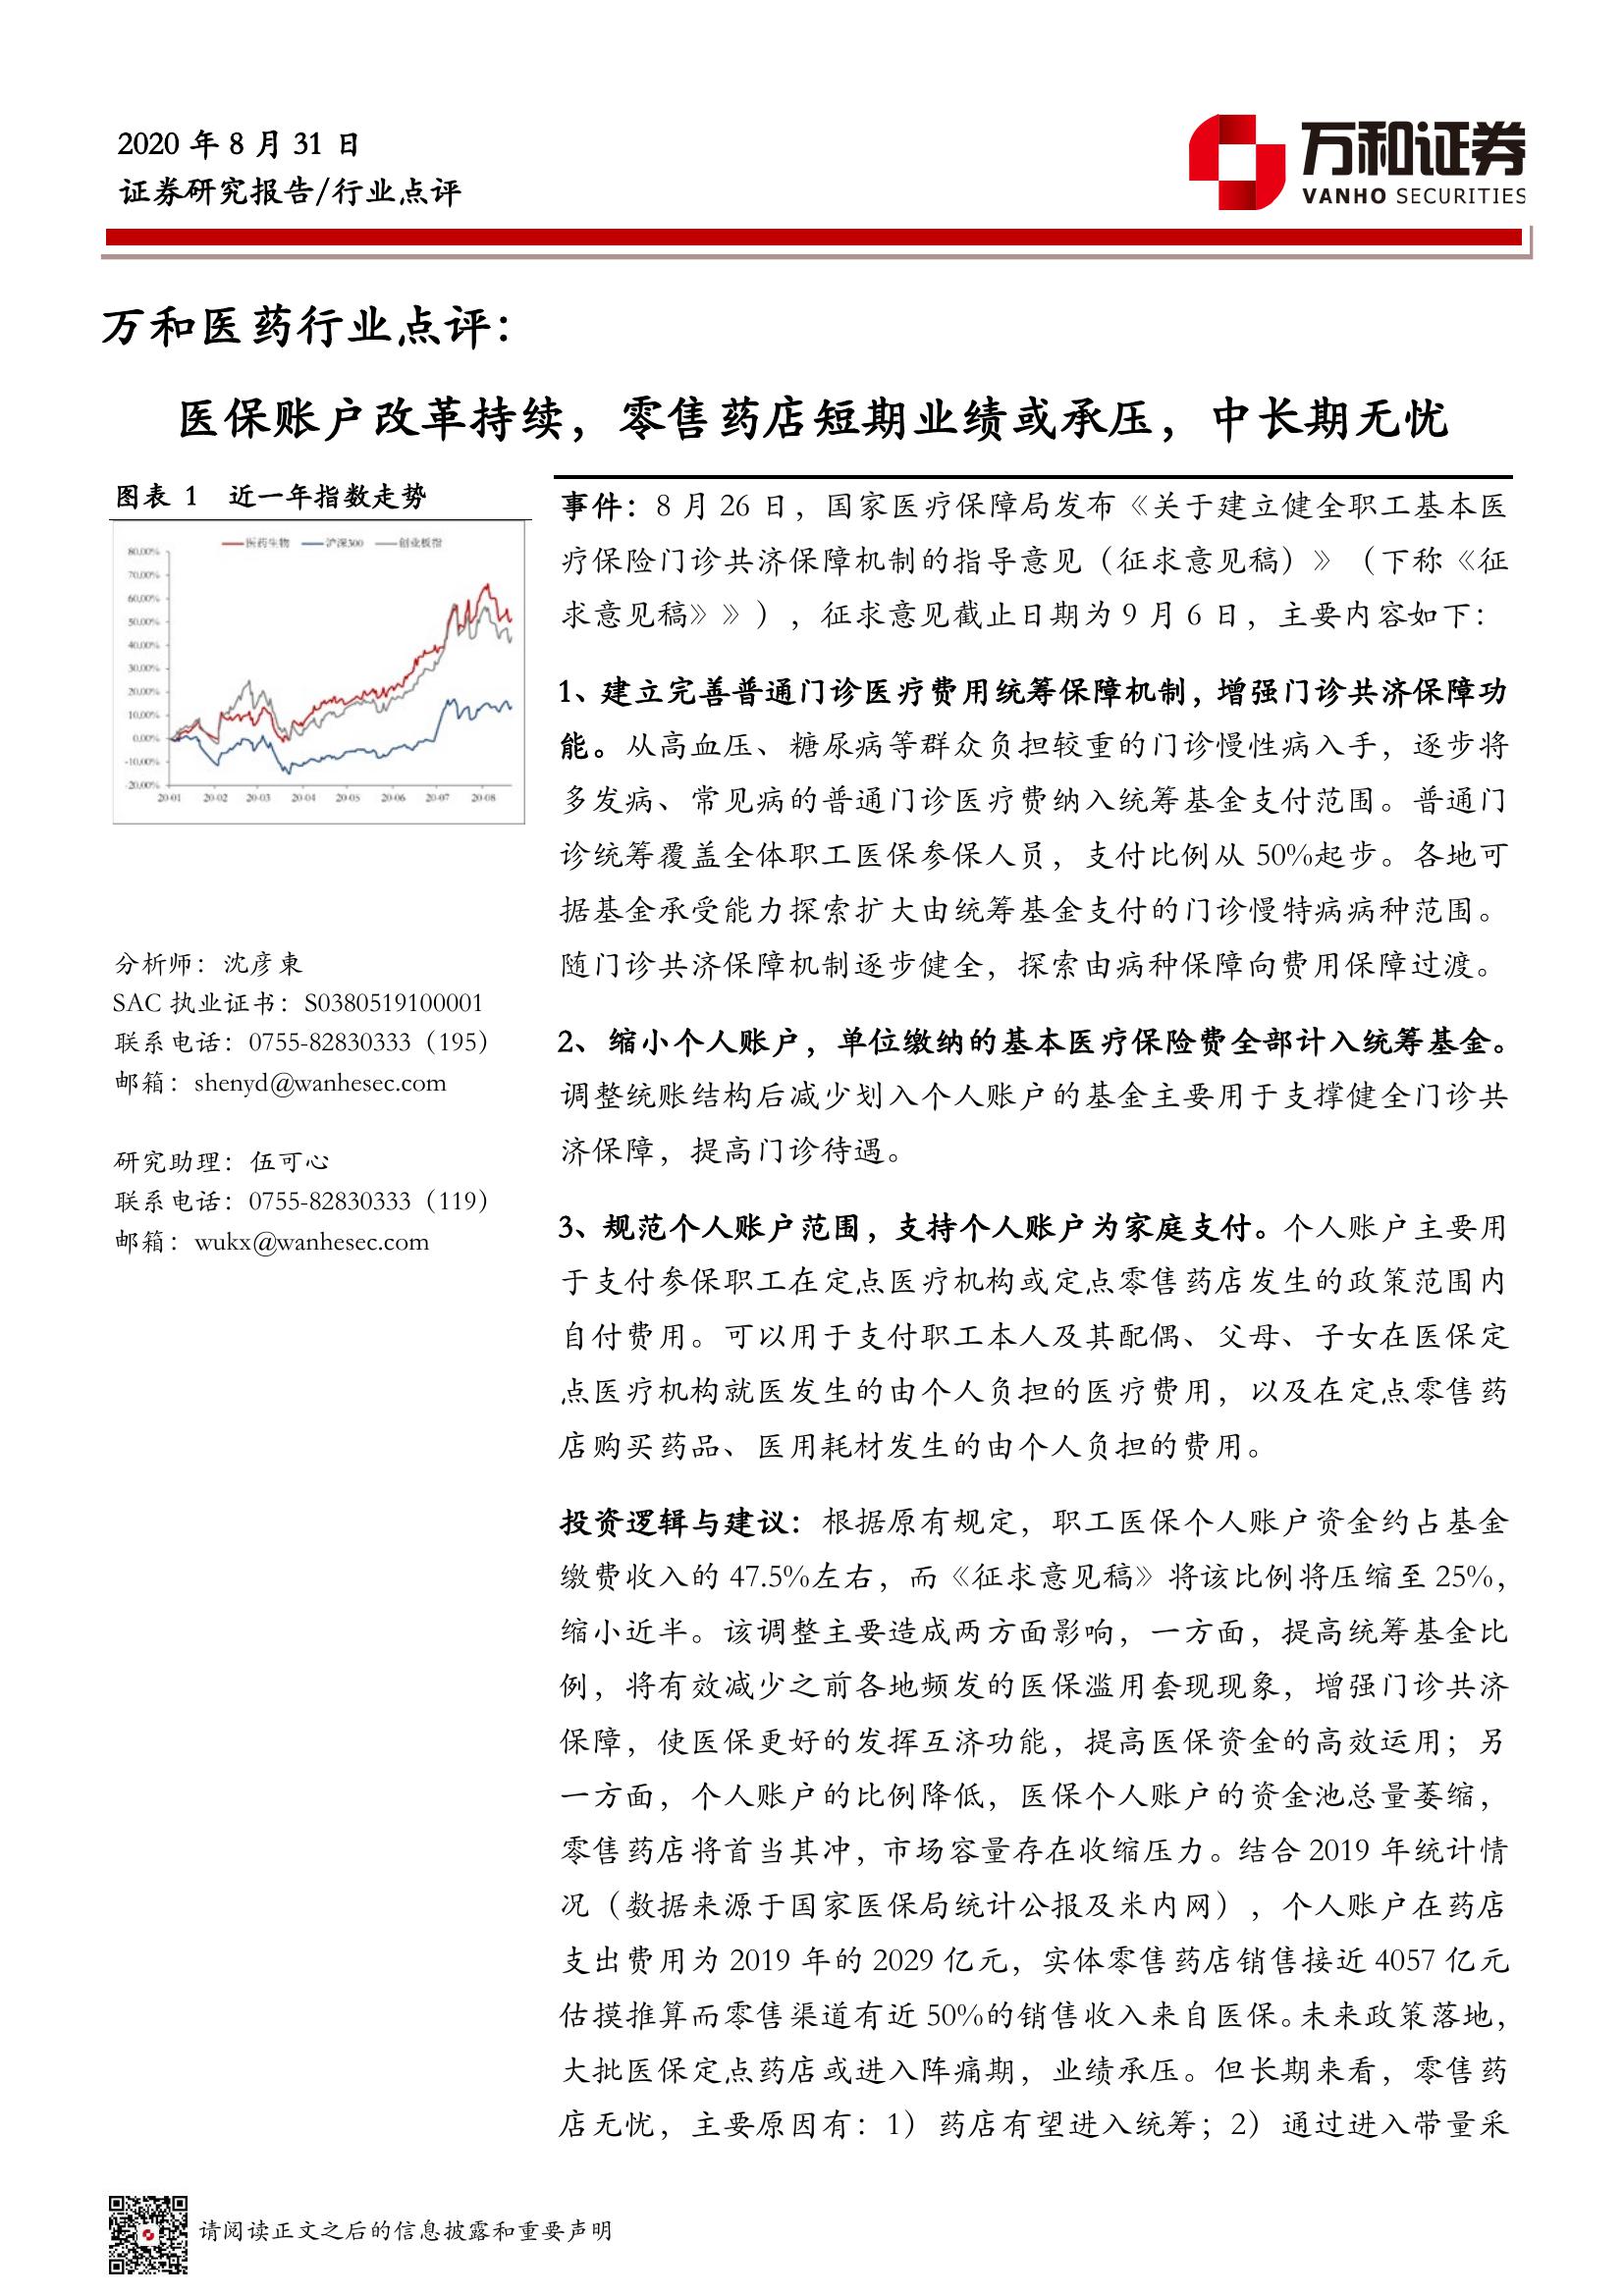 2020 年 8 月 31 日
证券研究报告/行业点评
万和证券
VANHO SECURITIES
万和医药行业点评：
医保账户改革持续，零售药店短期业绩或承压，中长期无忧
图表 1 近一年指数走势
医药生物 沪深300 创业板指
80.00%
70.00%
60.00%
50.00%
40.00%
30.00%
20.00%
10.00%
0.00%
-10.00%
-20.00%
20-01 20-02 20-03 20-04 20-05 20-06 20-07 20-08
分析师：沈彦東
SAC 执业证书：S0380519100001
联系电话：0755-82830333（195）
邮箱：shenyd@wanhesec.com
研究助理：伍可心
联系电话：0755-82830333（119）
邮箱：wukx@wanhesec.com
事件：8 月 26 日，国家医疗保障局发布《关于建立健全职工基本医
疗保险门诊共济保障机制的指导意见（征求意见稿）》（下称《征
求意见稿》》），征求意见截止日期为 9 月 6 日，主要内容如下：
1、建立完善普通门诊医疗费用统筹保障机制，增强门诊共济保障功
能。从高血压、糖尿病等群众负担较重的门诊慢性病入手，逐步将
多发病、常见病的普通门诊医疗费纳入统筹基金支付范围。普通门
诊统筹覆盖全体职工医保参保人员，支付比例从 50%起步。各地可
据基金承受能力探索扩大由统筹基金支付的门诊慢特病病种范围。
随门诊共济保障机制逐步健全，探索由病种保障向费用保障过渡。
2、缩小个人账户，单位缴纳的基本医疗保险费全部计入统筹基金。
调整统账结构后减少划入个人账户的基金主要用于支撑健全门诊共
济保障，提高门诊待遇。
3、规范个人账户范围，支持个人账户为家庭支付。个人账户主要用
于支付参保职工在定点医疗机构或定点零售药店发生的政策范围内
自付费用。可以用于支付职工本人及其配偶、父母、子女在医保定
点医疗机构就医发生的由个人负担的医疗费用，以及在定点零售药
店购买药品、医用耗材发生的由个人负担的费用。
投资逻辑与建议：根据原有规定，职工医保个人账户资金约占基金
缴费收入的 47.5%左右，而《征求意见稿》将该比例将压缩至 25%，
缩小近半。该调整主要造成两方面影响，一方面，提高统筹基金比
例，将有效减少之前各地频发的医保滥用套现现象，增强门诊共济
保障，使医保更好的发挥互济功能，提高医保资金的高效运用；另
一方面，个人账户的比例降低，医保个人账户的资金池总量萎缩，
零售药店将首当其冲，市场容量存在收缩压力。结合 2019 年统计情
况（数据来源于国家医保局统计公报及米内网），个人账户在药店
支出费用为 2019 年的 2029 亿元，实体零售药店销售接近 4057 亿元
估摸推算而零售渠道有近 50%的销售收入来自医保。未来政策落地，
大批医保定点药店或进入阵痛期，业绩承压。但长期来看，零售药
店无忧，主要原因有：1）药店有望进入统筹；2）通过进入带量采
请阅读正文之后的信息披露和重要声明